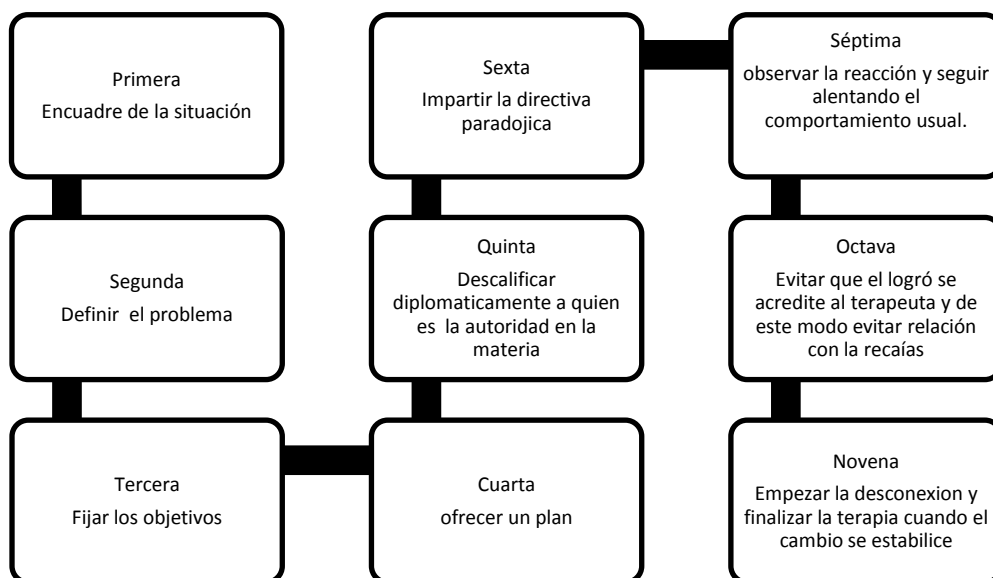 Primera
Encuadre de la situación
Segunda
Definir el problema
Tercera
Fijar los objetivos
Cuarta
ofrecer un plan
Quinta
Descalificar
diplomaticamente a quien
es la autoridad en la
materia
Sexta
Impartir la directiva
paradojica
Séptima
observar la reacción y seguir
alentando el
comportamiento usual.
Octava
Evitar que el logró se
acredite al terapeuta y de
este modo evitar relación
con la recaías
Novena
Empezar la desconexion y
finalizar la terapia cuando el
cambio se estabilice